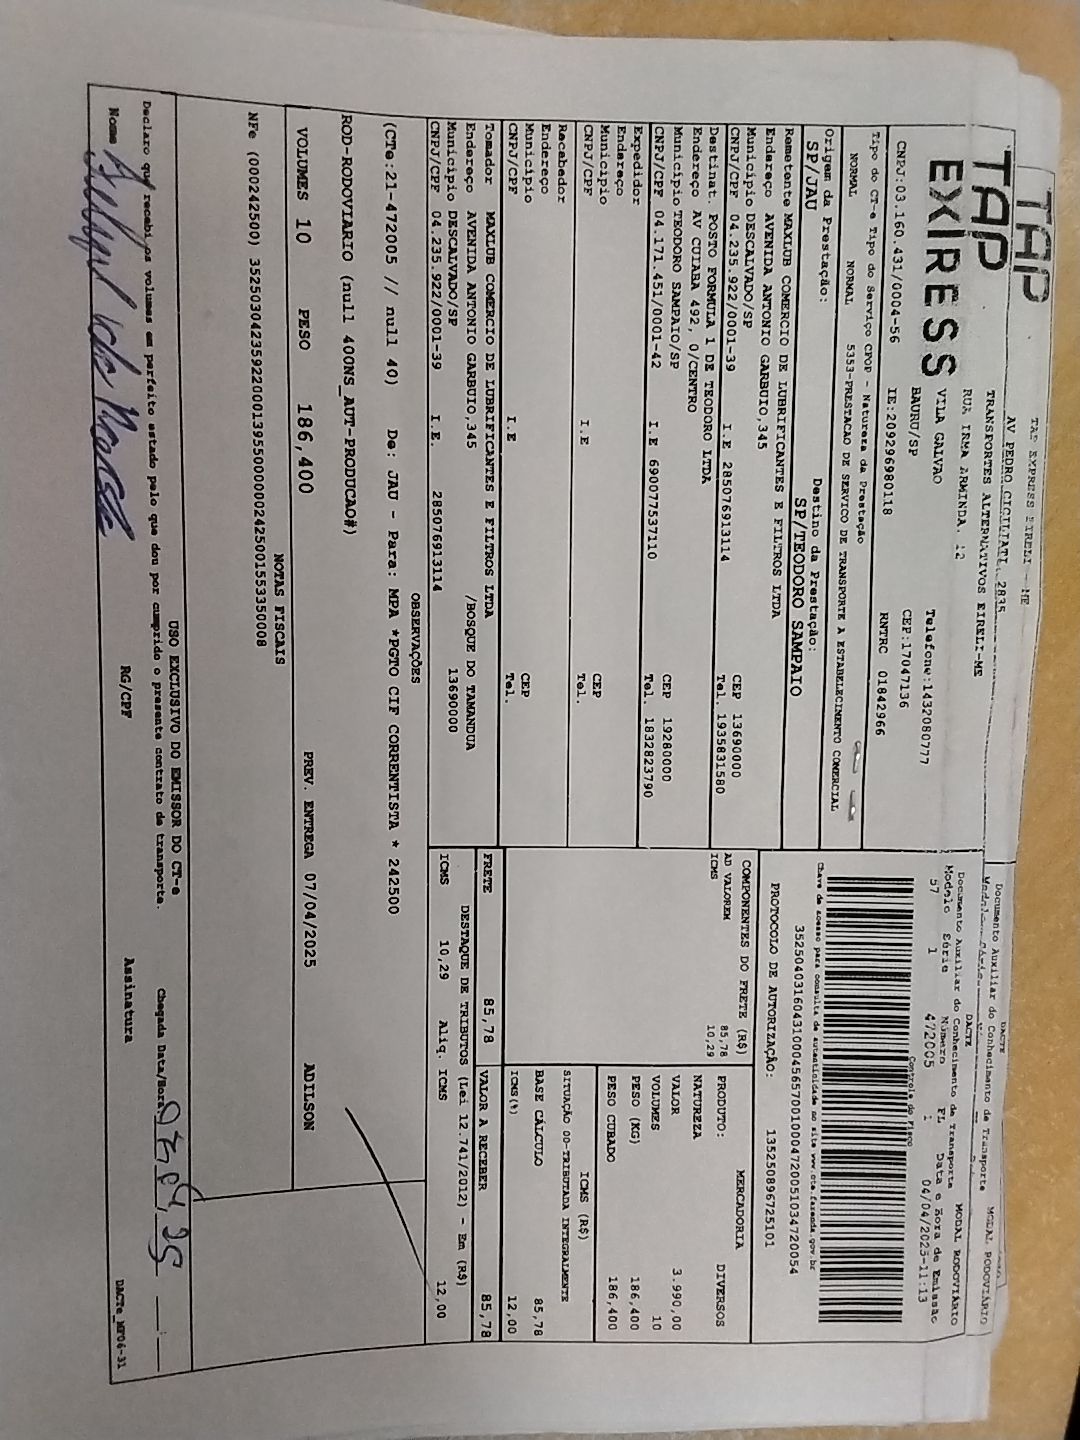 TAP
TAP EXPRESS EIRELI - ME
AV PEDRO CICILIATI, 2835
TAP
EXIRESS
TRANSPORTES ALTERNATIVOS EIRELI-ME
RUA IRMA ARMINDA, 12
VILA GALVAO
BAURU/SP
Telefone:1432080777
CEP:17047136
CNPJ:03.160.431/0004-56 IE:209296980118 RNTRC 01842966
DACTE
Documento Auxiliar do Conhecimento de Transporte MODAL RODOVIÁRIO
DACTE
Documento Auxiliar do Conhecimento de Transporte MODAL RODOVIÁRIO
Modelo Série Número FL Data e Hora de Emissão
57 1 472005 1 04/04/2025-11:13
Controle do Fisco
Tipo do CT-e Tipo do Serviço CFOP - Natureza da Prestação
NORMAL NORMAL 5353-PRESTACAO DE SERVICO DE TRANSPORTE A ESTABELECIMENTO COMERCIAL
Chave de acesso para consulta de autenticidade no site www.cte.fazenda.gov.br
35250403160431000456570010004720051034720054
PROTOCOLO DE AUTORIZAÇÃO: 135250896725101
Origem da Prestação: Destino da Prestação:
SP/JAU SP/TEODORO SAMPAIO
Remetente MAXLUB COMERCIO DE LUBRIFICANTES E FILTROS LTDA
Endereço AVENIDA ANTONIO GARBUIO,345
Município DESCALVADO/SP CEP 13690000
CNPJ/CPF 04.235.922/0001-39 I.E 285076913114 Tel. 1935831580
Destinat. POSTO FORMULA 1 DE TEODORO LTDA
Endereço AV CUIABA 492, 0/CENTRO
Município TEODORO SAMPAIO/SP CEP 19280000
CNPJ/CPF 04.171.451/0001-42 I.E 690077537110 Tel. 1832823790
Expedidor
Endereço
Município CEP
CNPJ/CPF I.E Tel.
Recebedor
Endereço
Município CEP
CNPJ/CPF I.E Tel.
Tomador MAXLUB COMERCIO DE LUBRIFICANTES E FILTROS LTDA
Endereço AVENIDA ANTONIO GARBUIO,345 /BOSQUE DO TAMANDUA
Município DESCALVADO/SP 13690000
CNPJ/CPF 04.235.922/0001-39 I.E. 285076913114
COMPONENTES DO FRETE (R$)
AD VALOREM 85,78
ICMS 10,29
PRODUTO: MERCADORIA DIVERSOS
NATUREZA
VALOR 3.990,00
VOLUMES 10
PESO (KG) 186,400
PESO CUBADO 186,400
ICMS (R$)
SITUAÇÃO 00-TRIBUTADA INTEGRALMENTE
BASE CÁLCULO 85,78
ICMS(%) 12,00
FRETE 85,78 VALOR A RECEBER 85,78
DESTAQUE DE TRIBUTOS (Lei 12.741/2012) - Em (R$)
ICMS 10,29 Aliq. ICMS 12,00
OBSERVAÇÕES
(CTe:21-472005 // null 40) De: JAU - Para: MPA *PGTO CIF CORRENTISTA * 242500
ROD-RODOVIARIO (null 400NS_AUT-PRODUCAO#)
VOLUMES 10 PESO 186,400 PREV. ENTREGA 07/04/2025 ADILSON
NOTAS FISCAIS
NFe (000242500) 35250304235922000139550000002425001553350008
USO EXCLUSIVO DO EMISSOR DO CT-e
Declaro que recebi os volumes em perfeito estado pelo que dou por cumprido o presente contrato de transporte. Chegada Data/Hora
Nome RG/CPF Assinatura DACTe_MF06-31